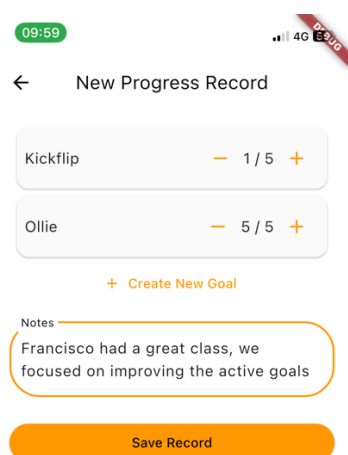 09:59
4G
DEBUG
New Progress Record
Kickflip
− 1 / 5 +
Ollie
− 5 / 5 +
+ Create New Goal
Notes
Francisco had a great class, we
focused on improving the active goals
Save Record